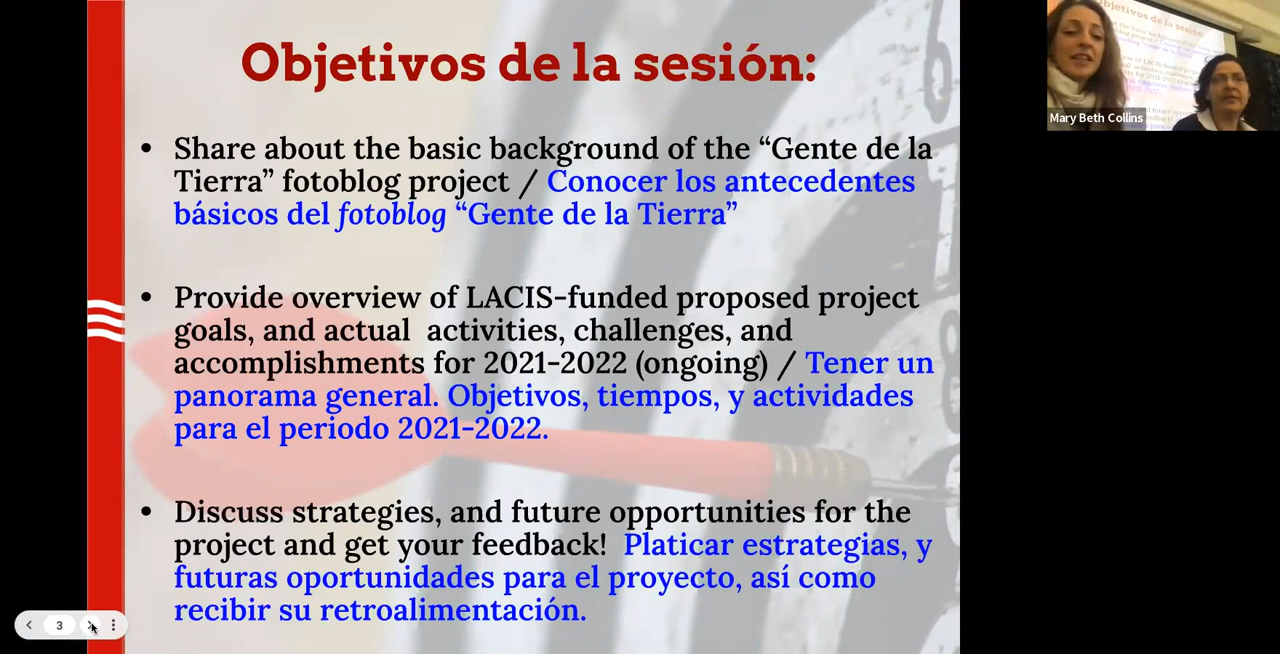 Objetivos de la sesión:
• Share about the basic background of the “Gente de la
Tierra” fotoblog project / Conocer los antecedentes
básicos del fotoblog “Gente de la Tierra”
• Provide overview of LACIS-funded proposed project
goals, and actual activities, challenges, and
accomplishments for 2021-2022 (ongoing) / Tener un
panorama general. Objetivos, tiempos, y actividades
para el periodo 2021-2022.
• Discuss strategies, and future opportunities for the
project and get your feedback! Platicar estrategias, y
futuras oportunidades para el proyecto, así como
recibir su retroalimentación.
3
Mary Beth Collins